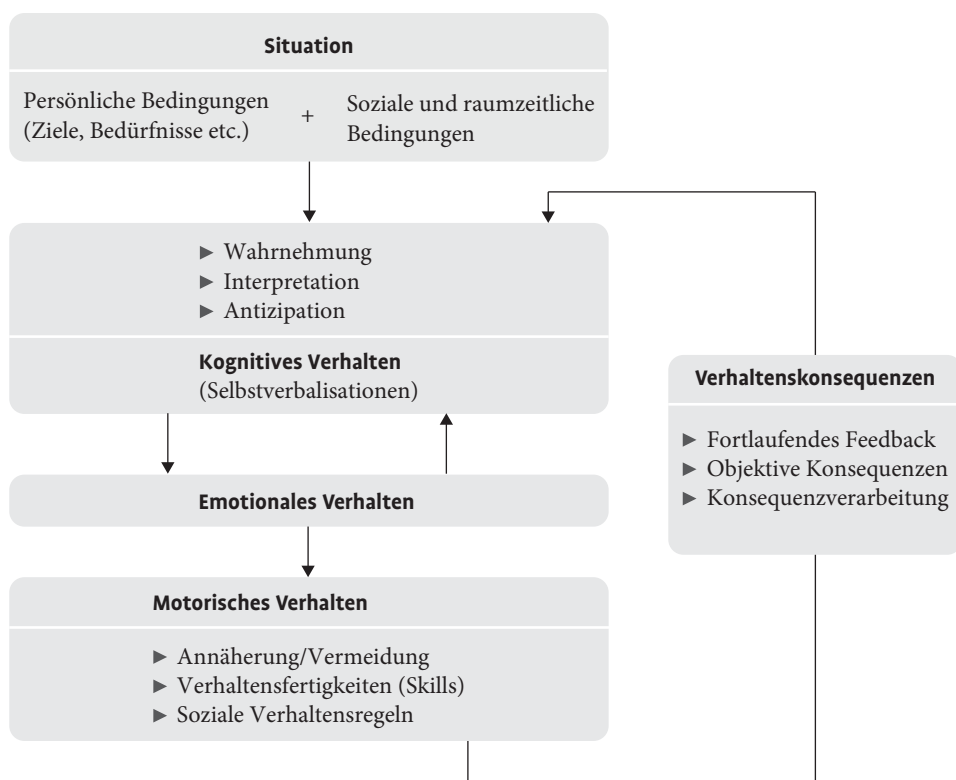 Situation
Persönliche Bedingungen
(Ziele, Bedürfnisse etc.)
+
Soziale und raumzeitliche
Bedingungen
► Wahrnehmung
► Interpretation
► Antizipation
Kognitives Verhalten
(Selbstverbalisationen)
Emotionales Verhalten
Motorisches Verhalten
► Annäherung/Vermeidung
► Verhaltensfertigkeiten (Skills)
► Soziale Verhaltensregeln
Verhaltenskonsequenzen
► Fortlaufendes Feedback
► Objektive Konsequenzen
► Konsequenzverarbeitung